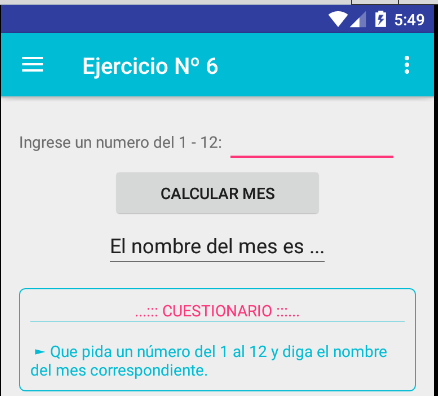 5:49
Ejercicio Nº 6
Ingrese un numero del 1 - 12:
CALCULAR MES
El nombre del mes es ...
...::: CUESTIONARIO :::...
► Que pida un número del 1 al 12 y diga el nombre
del mes correspondiente.